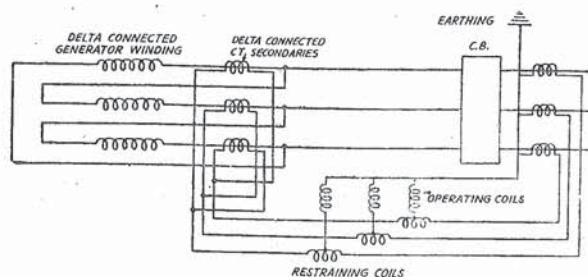 EARTHING
DELTA CONNECTED
GENERATOR WINDING
DELTA CONNECTED
CT, SECONDARIES
C.B.
OPERATING COILS
RESTRAINING COILS